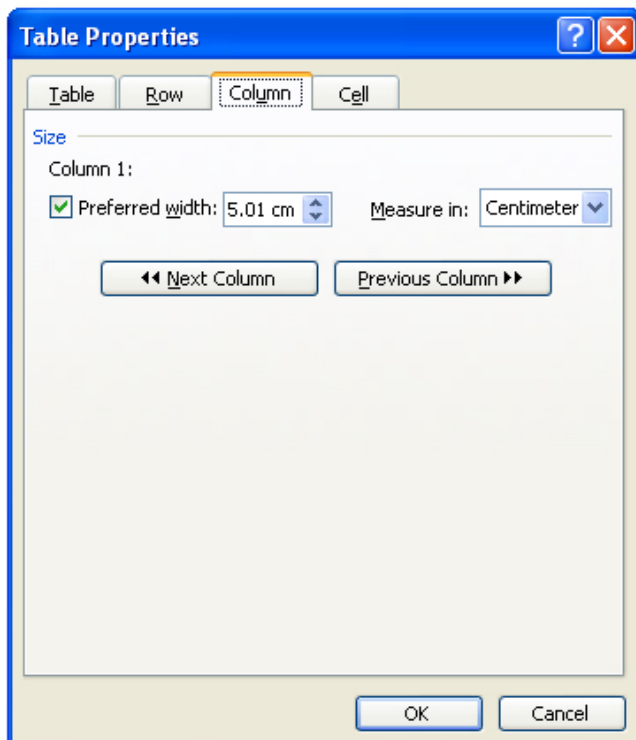 Table Properties
Table Row Column Cell
Size
Column 1:
Preferred width: 5.01 cm Measure in: Centimeter
Next Column Previous Column
OK Cancel